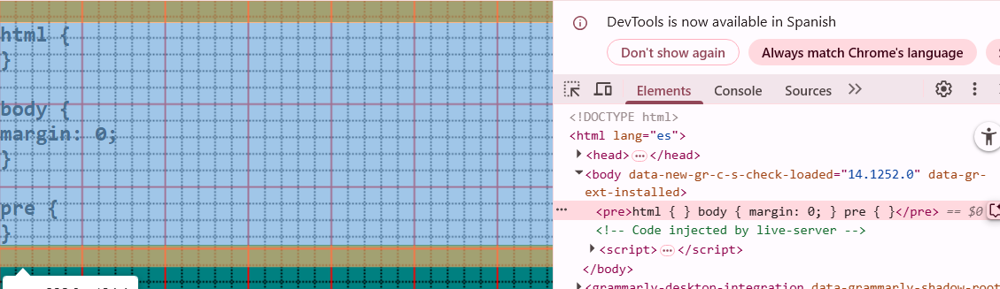 html {
}
body {
margin: 0;
}
pre {
}
DevTools is now available in Spanish
Don't show again
Always match Chrome's language
Elements
Console
Sources
<!DOCTYPE html>
<html lang="es">
<head> … </head>
<body data-new-gr-c-s-check-loaded="14.1252.0" data-gr-
ext-installed>
<pre>html { } body { margin: 0; } pre { }</pre> == $0
<!-- Code injected by live-server -->
<script> … </script>
</body>
<grammarly-desktop-integration data-grammarly-shadow-root